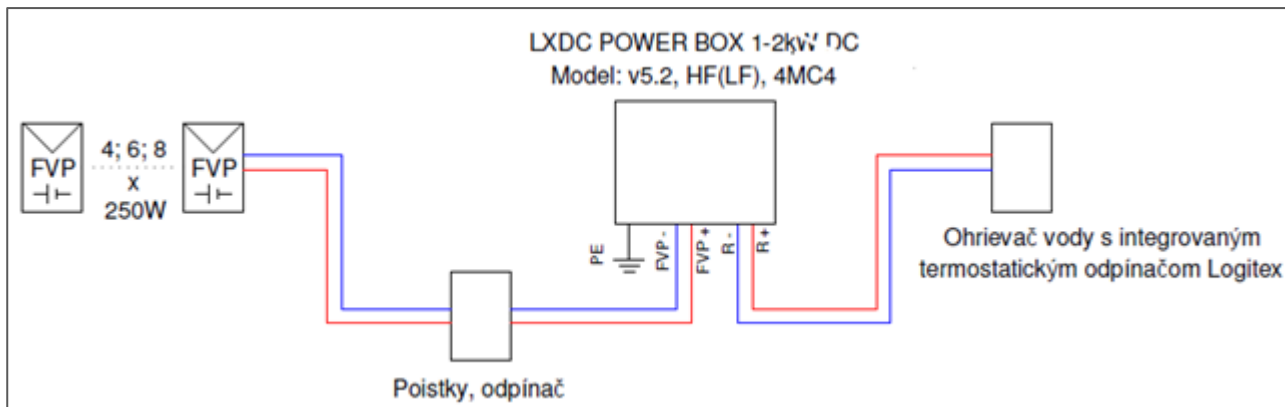 LXDC POWER BOX 1-2kW DC
Model: v5.2, HF(LF), 4MC4
FVP
4; 6; 8
x
250W
FVP
PE
FVP -
FVP +
R -
R +
Ohrievač vody s integrovaným
termostatickým odpínačom Logitex
Poistky, odpínač